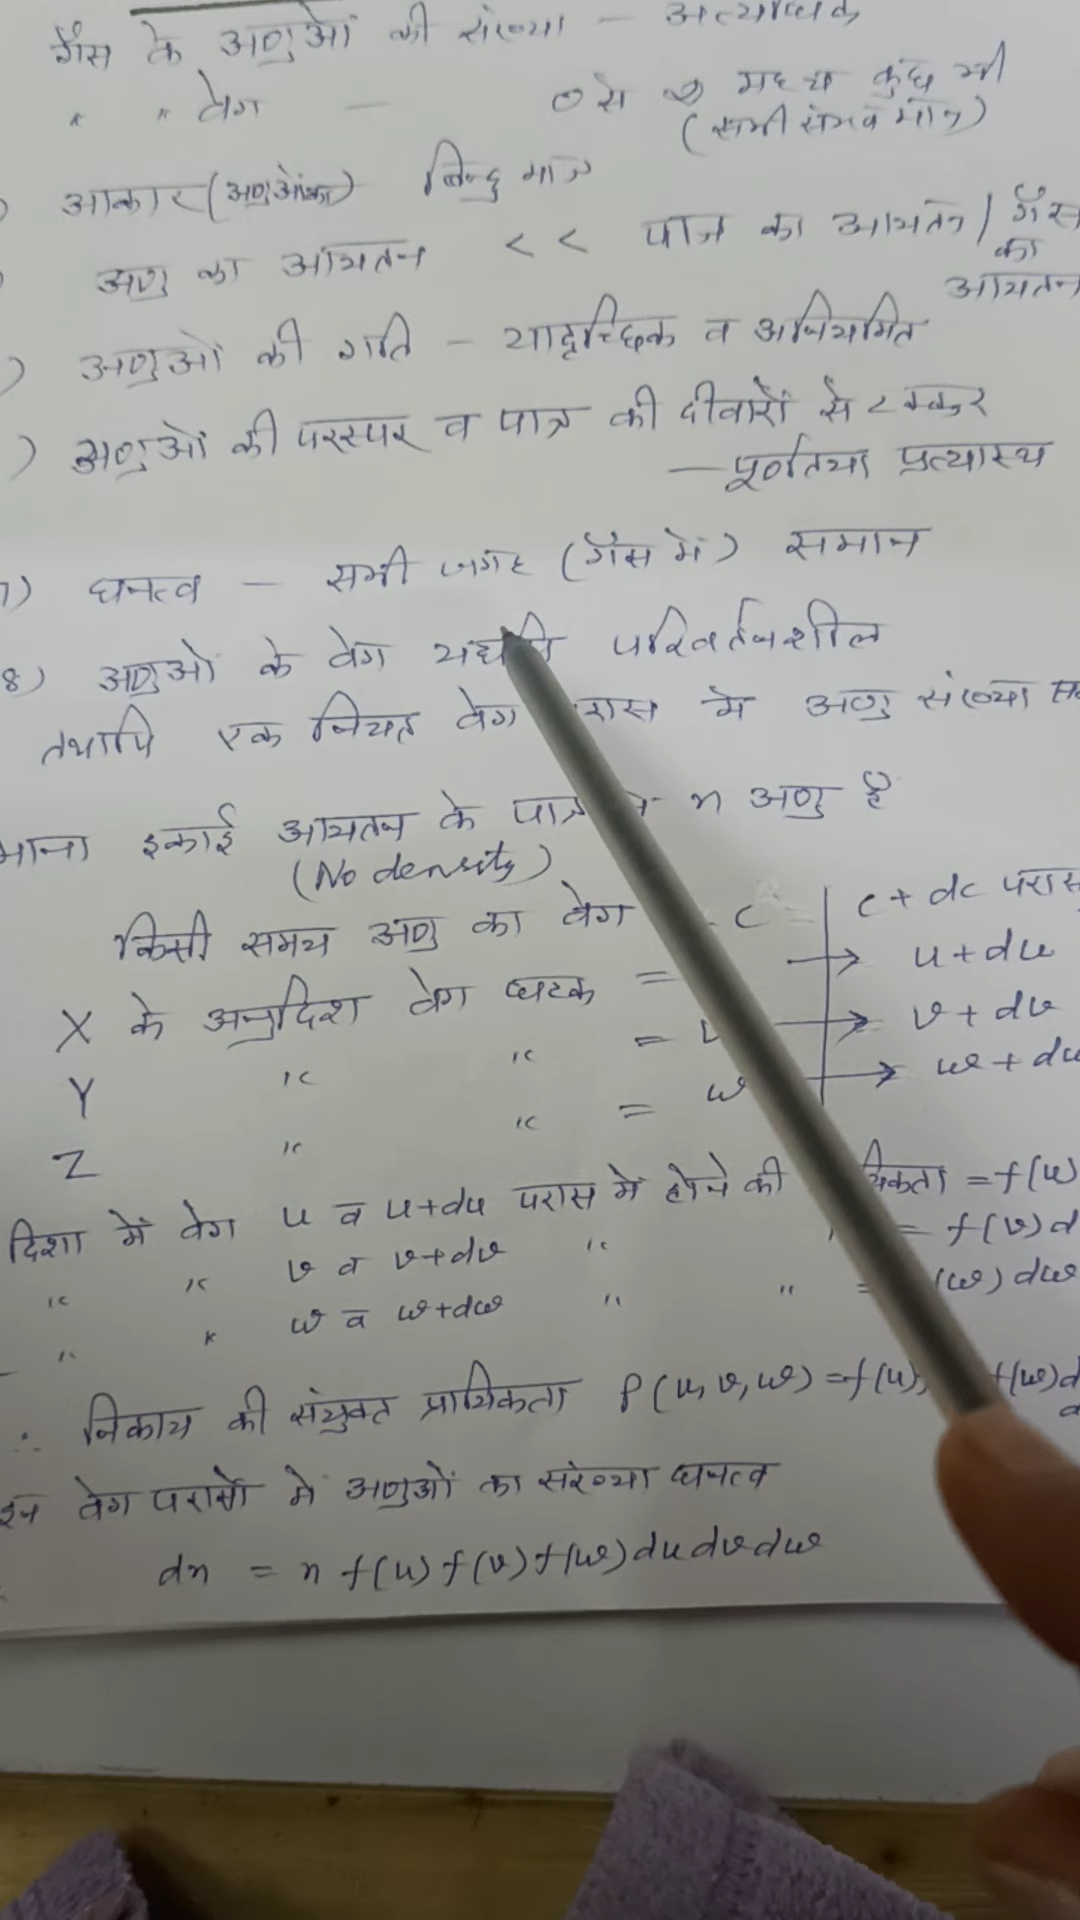 गैस के अणुओं की संख्या — अत्याधिक
" " वेग — 0 से ∞ मध्य कुछ भी
(सभी संभव मान)
आकार (अणुओंका) बिन्दु मात्र
अणु का आयतन << पात्र का आयतन / गैस
का
आयतन
) अणुओं की गति — यादृच्छिक व अनियमित
) अणुओं की परस्पर व पात्र की दीवारों से टक्कर
— पूर्णतया प्रत्यास्थ
7) घनत्व — सभी जगह (गैस में) समान
8) अणुओं के वेग यद्यपि परिवर्तनशील
तथापि एक नियत वेग परास मे अणु संख्या
माना इकाई आयतन के पात्र n अणु है
(No density)
किसी समय अणु का वेग c | c + dc परास
X के अनुदिश वेग घटक = → u + du
Y " " = v → v + dv
Z " " = w → w + dw
दिशा में वेग u व u+du परास में होने की = f(u)
" " v व v+dv " = f(v) d
" " w व w+dw " " = (w) dw
∴ निकाय की संयुक्त प्रायिकता P(u, v, w) = f(u) f(w) d
इन वेग परासों मे अणुओं का संख्या घनत्व
dn = n f(u) f(v) f(w) du dv dw